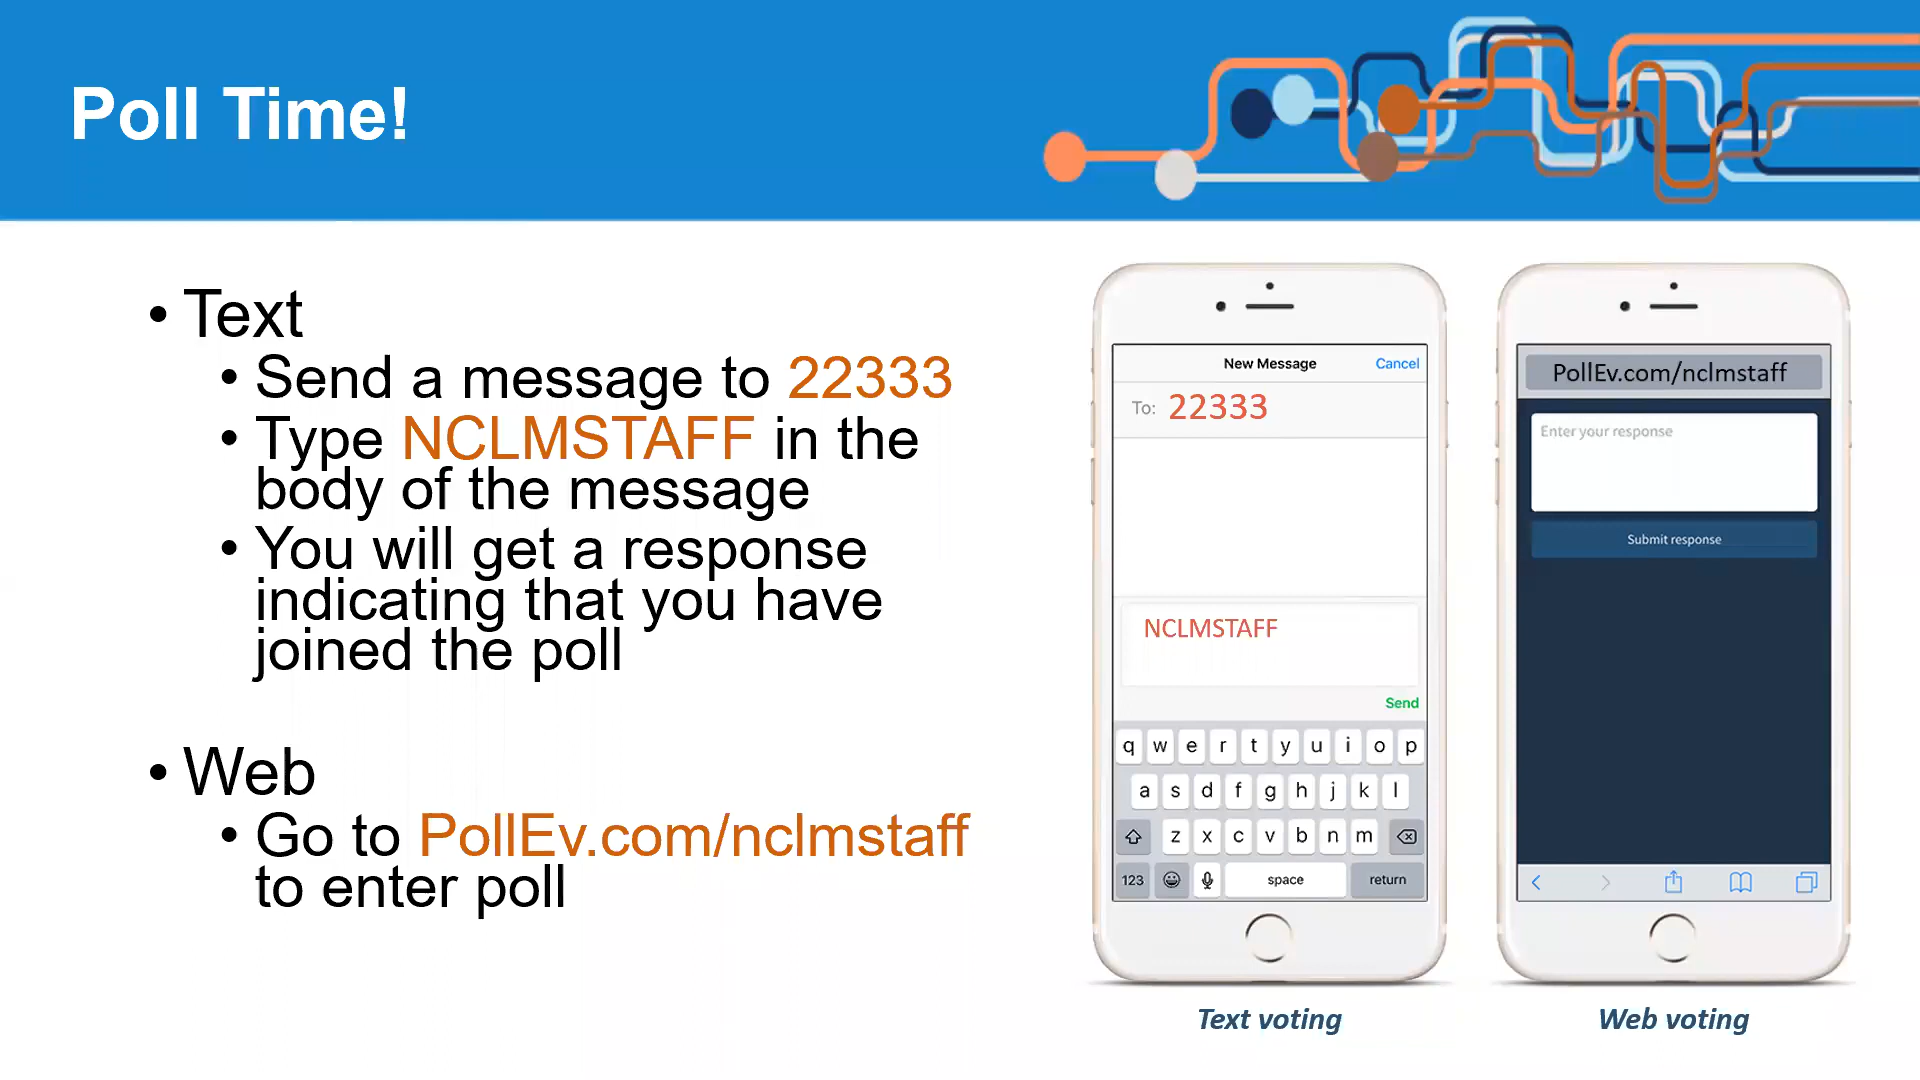 Poll Time!
• Text
• Send a message to 22333
• Type NCLMSTAFF in the
body of the message
• You will get a response
indicating that you have
joined the poll
• Web
• Go to PollEv.com/nclmstaff
to enter poll
New Message
Cancel
To: 22333
NCLMSTAFF
Send
q w e r t y u i o p
a s d f g h j k l
z x c v b n m
123 space return
Text voting
PollEv.com/nclmstaff
Enter your response
Submit response
Web voting